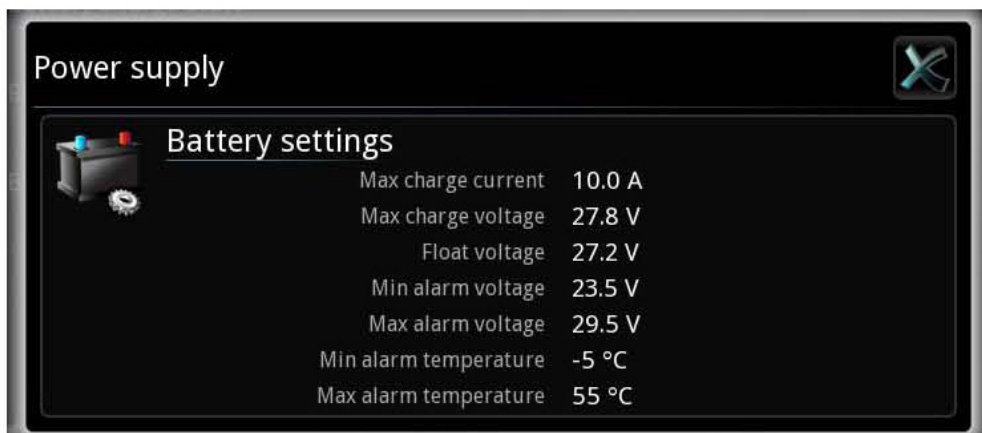 Power supply
Battery settings
Max charge current 10.0 A
Max charge voltage 27.8 V
Float voltage 27.2 V
Min alarm voltage 23.5 V
Max alarm voltage 29.5 V
Min alarm temperature -5 °C
Max alarm temperature 55 °C